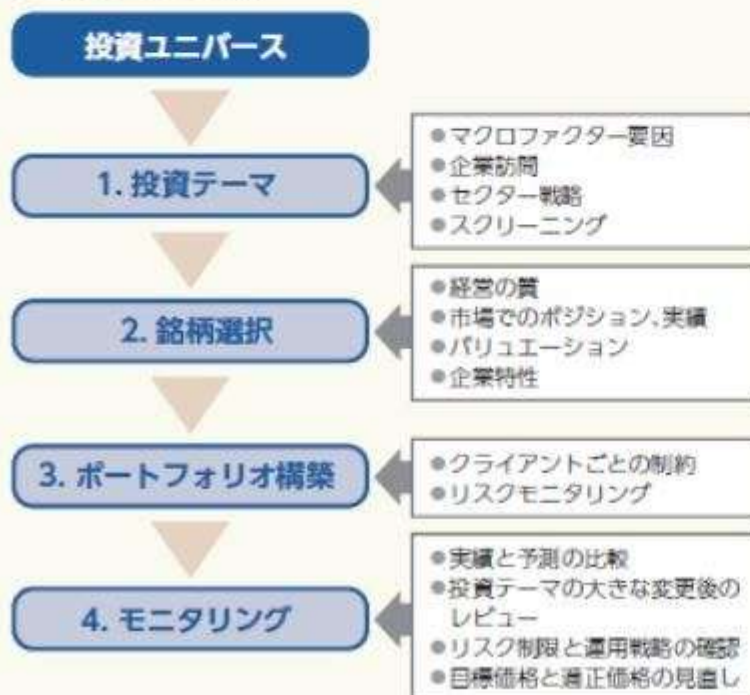 投資ユニバース
1. 投資テーマ
●マクロファクター要因
●企業訪問
●セクター戦略
●スクリーニング
2. 銘柄選択
●経営の質
●市場でのポジション、実績
●バリュエーション
●企業特性
3. ポートフォリオ構築
●クライアントごとの制約
●リスクモニタリング
4. モニタリング
●実績と予測の比較
●投資テーマの大きな変更後の
レビュー
●リスク制限と運用戦略の確認
●目標価格と適正価格の見直し